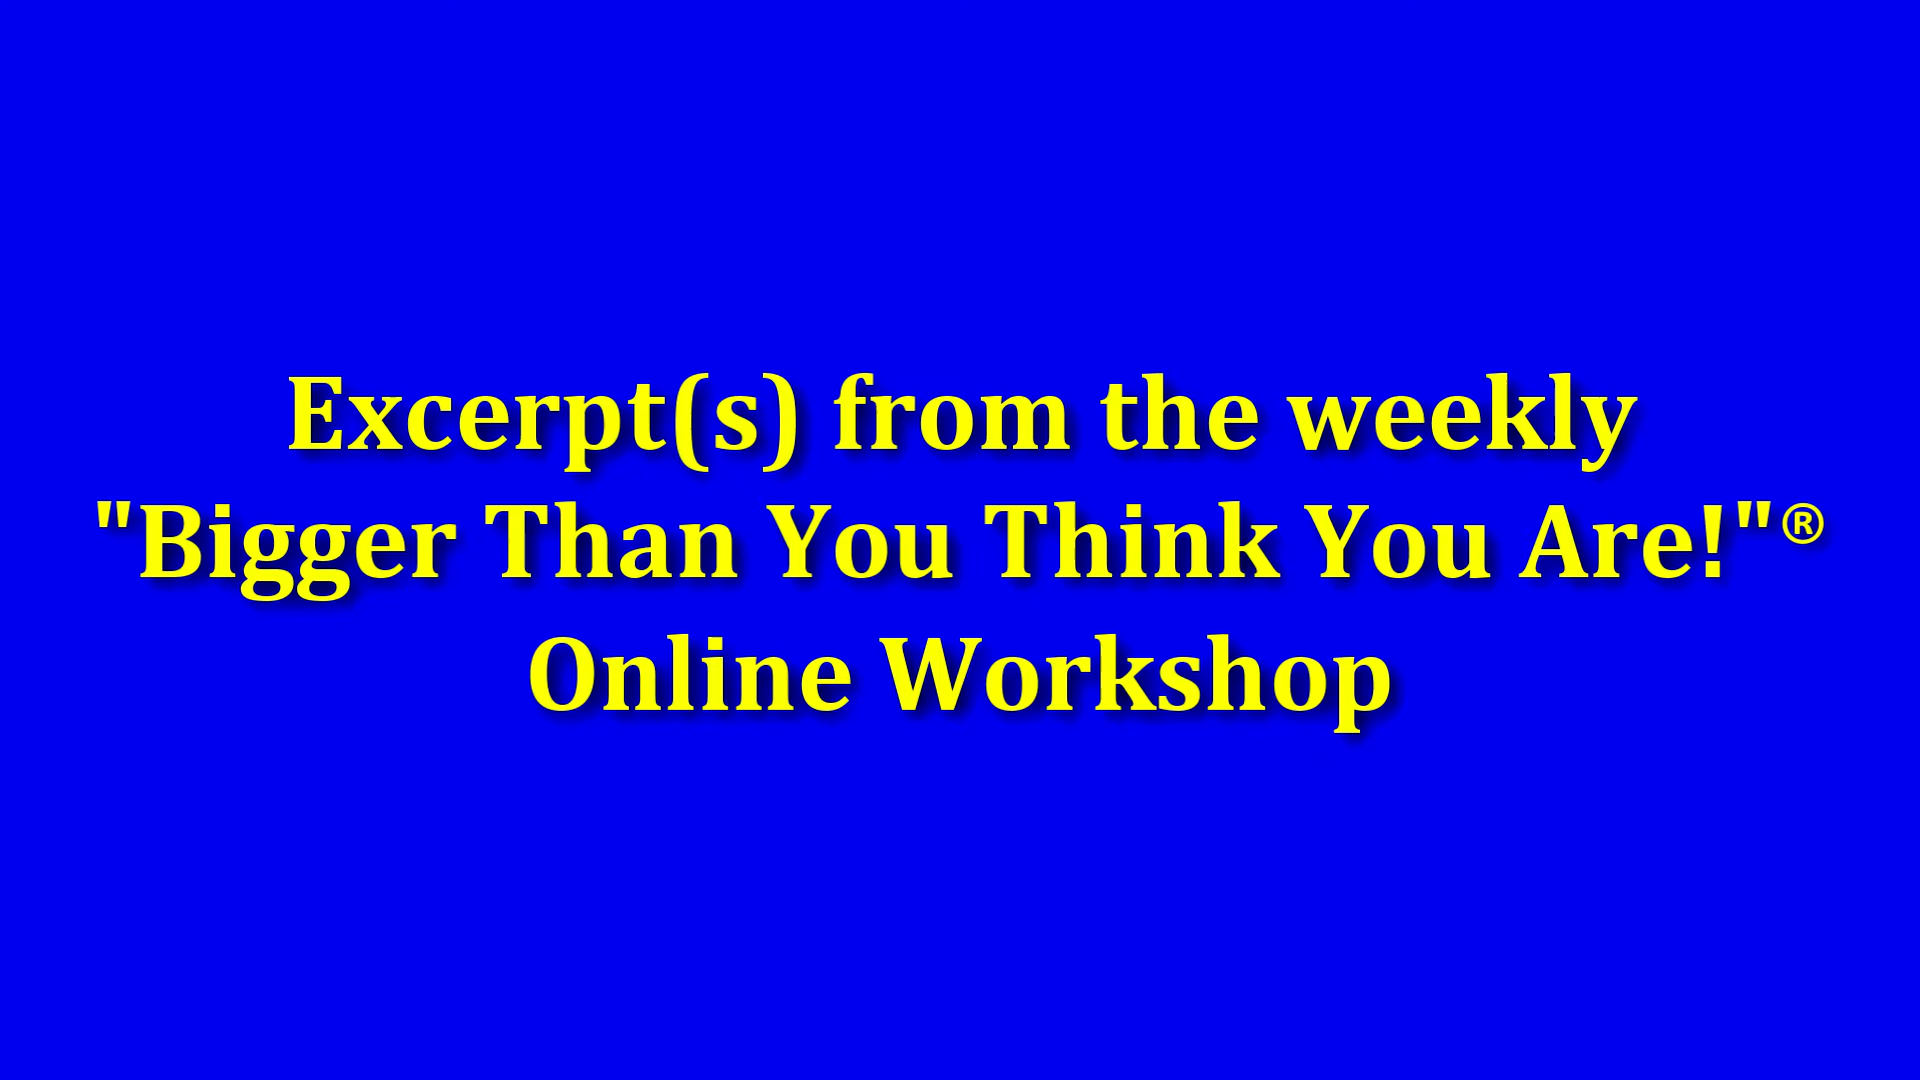 Excerpt(s) from the weekly
"Bigger Than You Think You Are!"®
Online Workshop